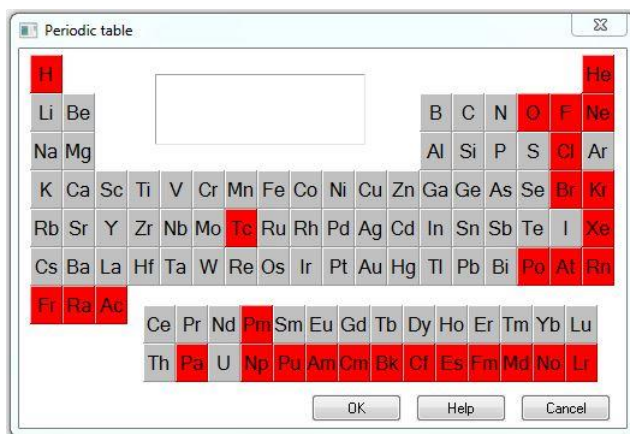 Periodic table
H He
Li Be B C N O F Ne
Na Mg Al Si P S Cl Ar
K Ca Sc Ti V Cr Mn Fe Co Ni Cu Zn Ga Ge As Se Br Kr
Rb Sr Y Zr Nb Mo Tc Ru Rh Pd Ag Cd In Sn Sb Te I Xe
Cs Ba La Hf Ta W Re Os Ir Pt Au Hg Tl Pb Bi Po At Rn
Fr Ra Ac
Ce Pr Nd Pm Sm Eu Gd Tb Dy Ho Er Tm Yb Lu
Th Pa U Np Pu Am Cm Bk Cf Es Fm Md No Lr
OK Help Cancel